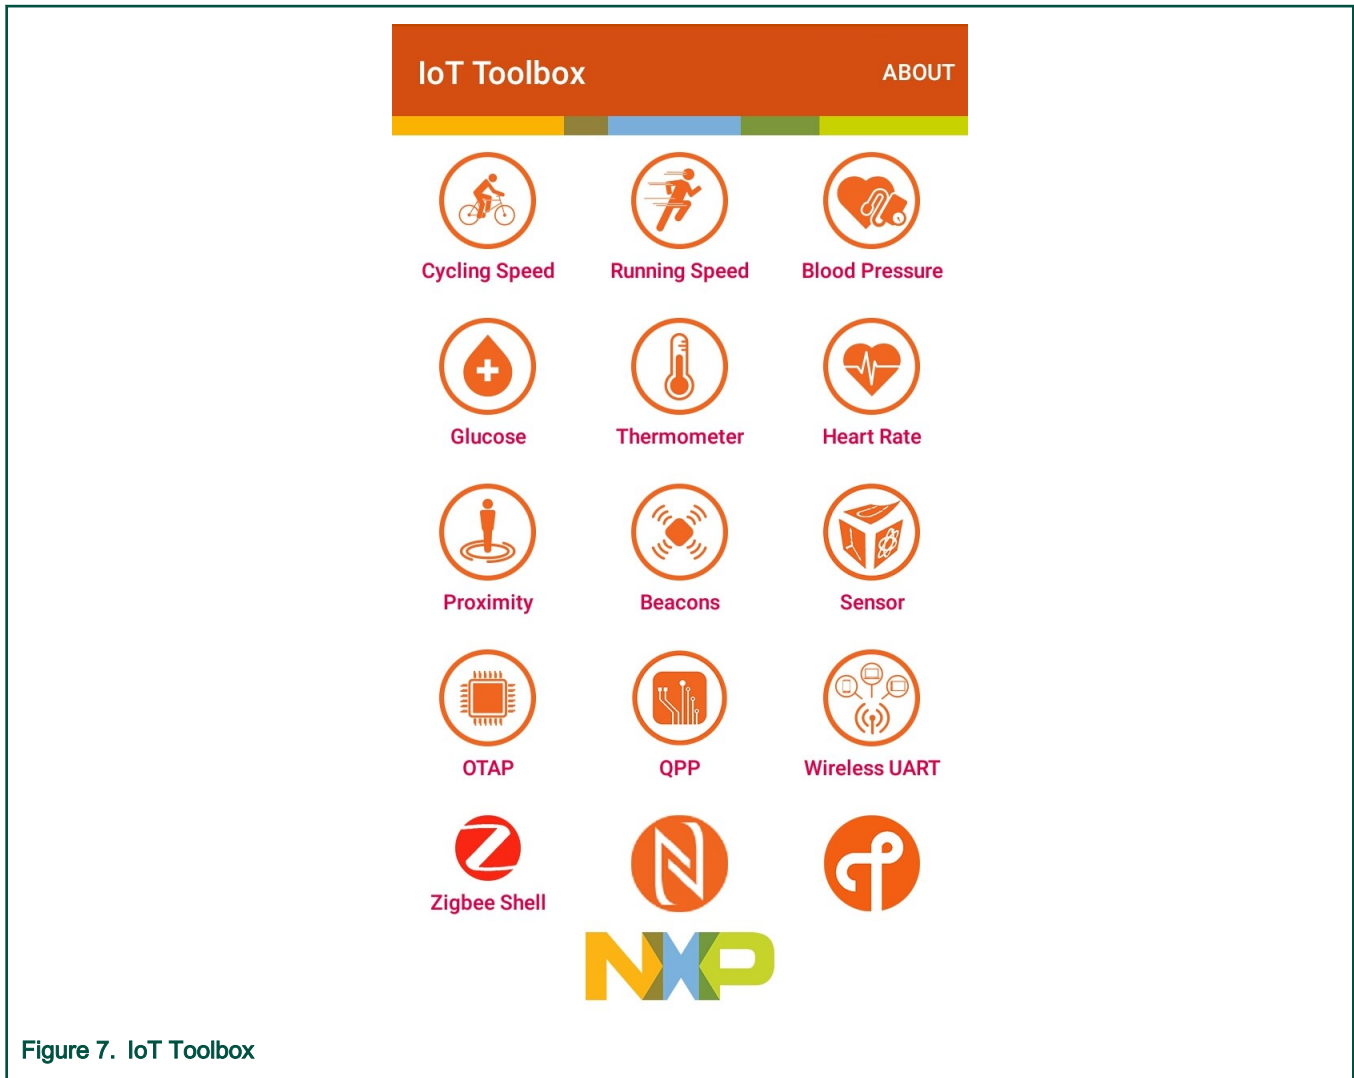 IoT Toolbox ABOUT
Cycling Speed Running Speed Blood Pressure
Glucose Thermometer Heart Rate
Proximity Beacons Sensor
OTAP QPP Wireless UART
Zigbee Shell
NXP
Figure 7. IoT Toolbox